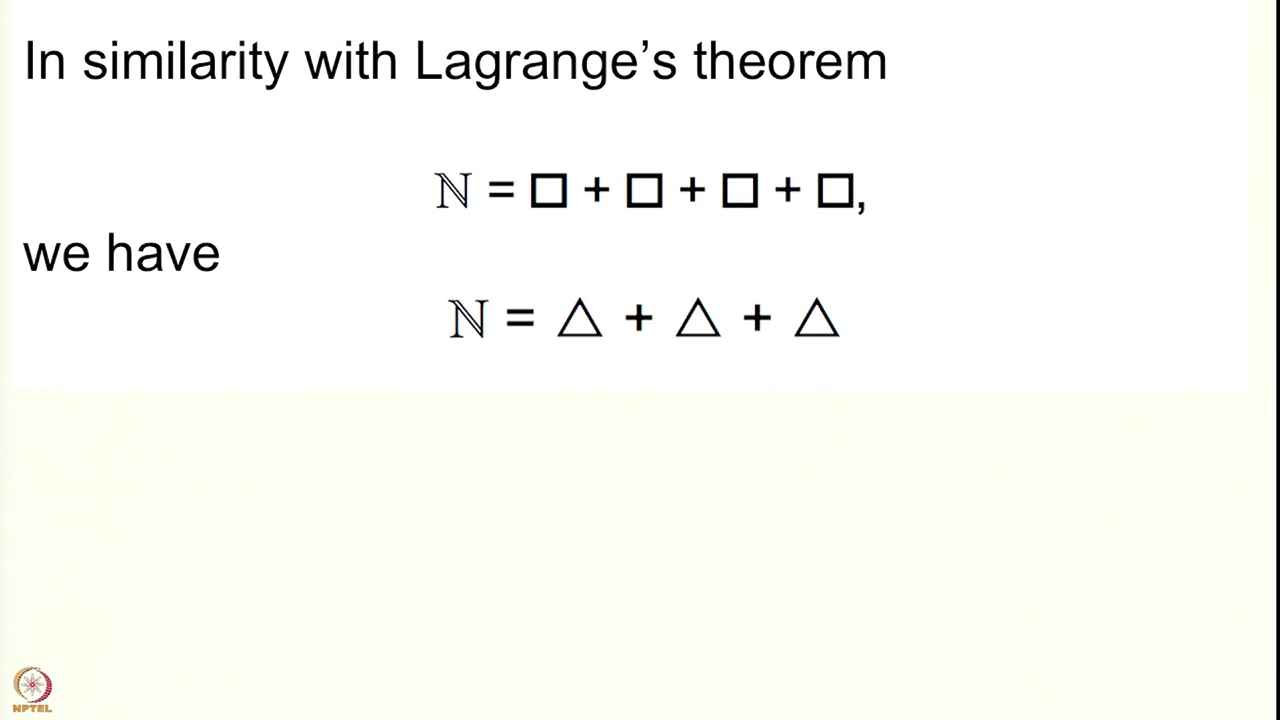 In similarity with Lagrange’s theorem
ℕ = □ + □ + □ + □,
we have
ℕ = △ + △ + △
NPTEL